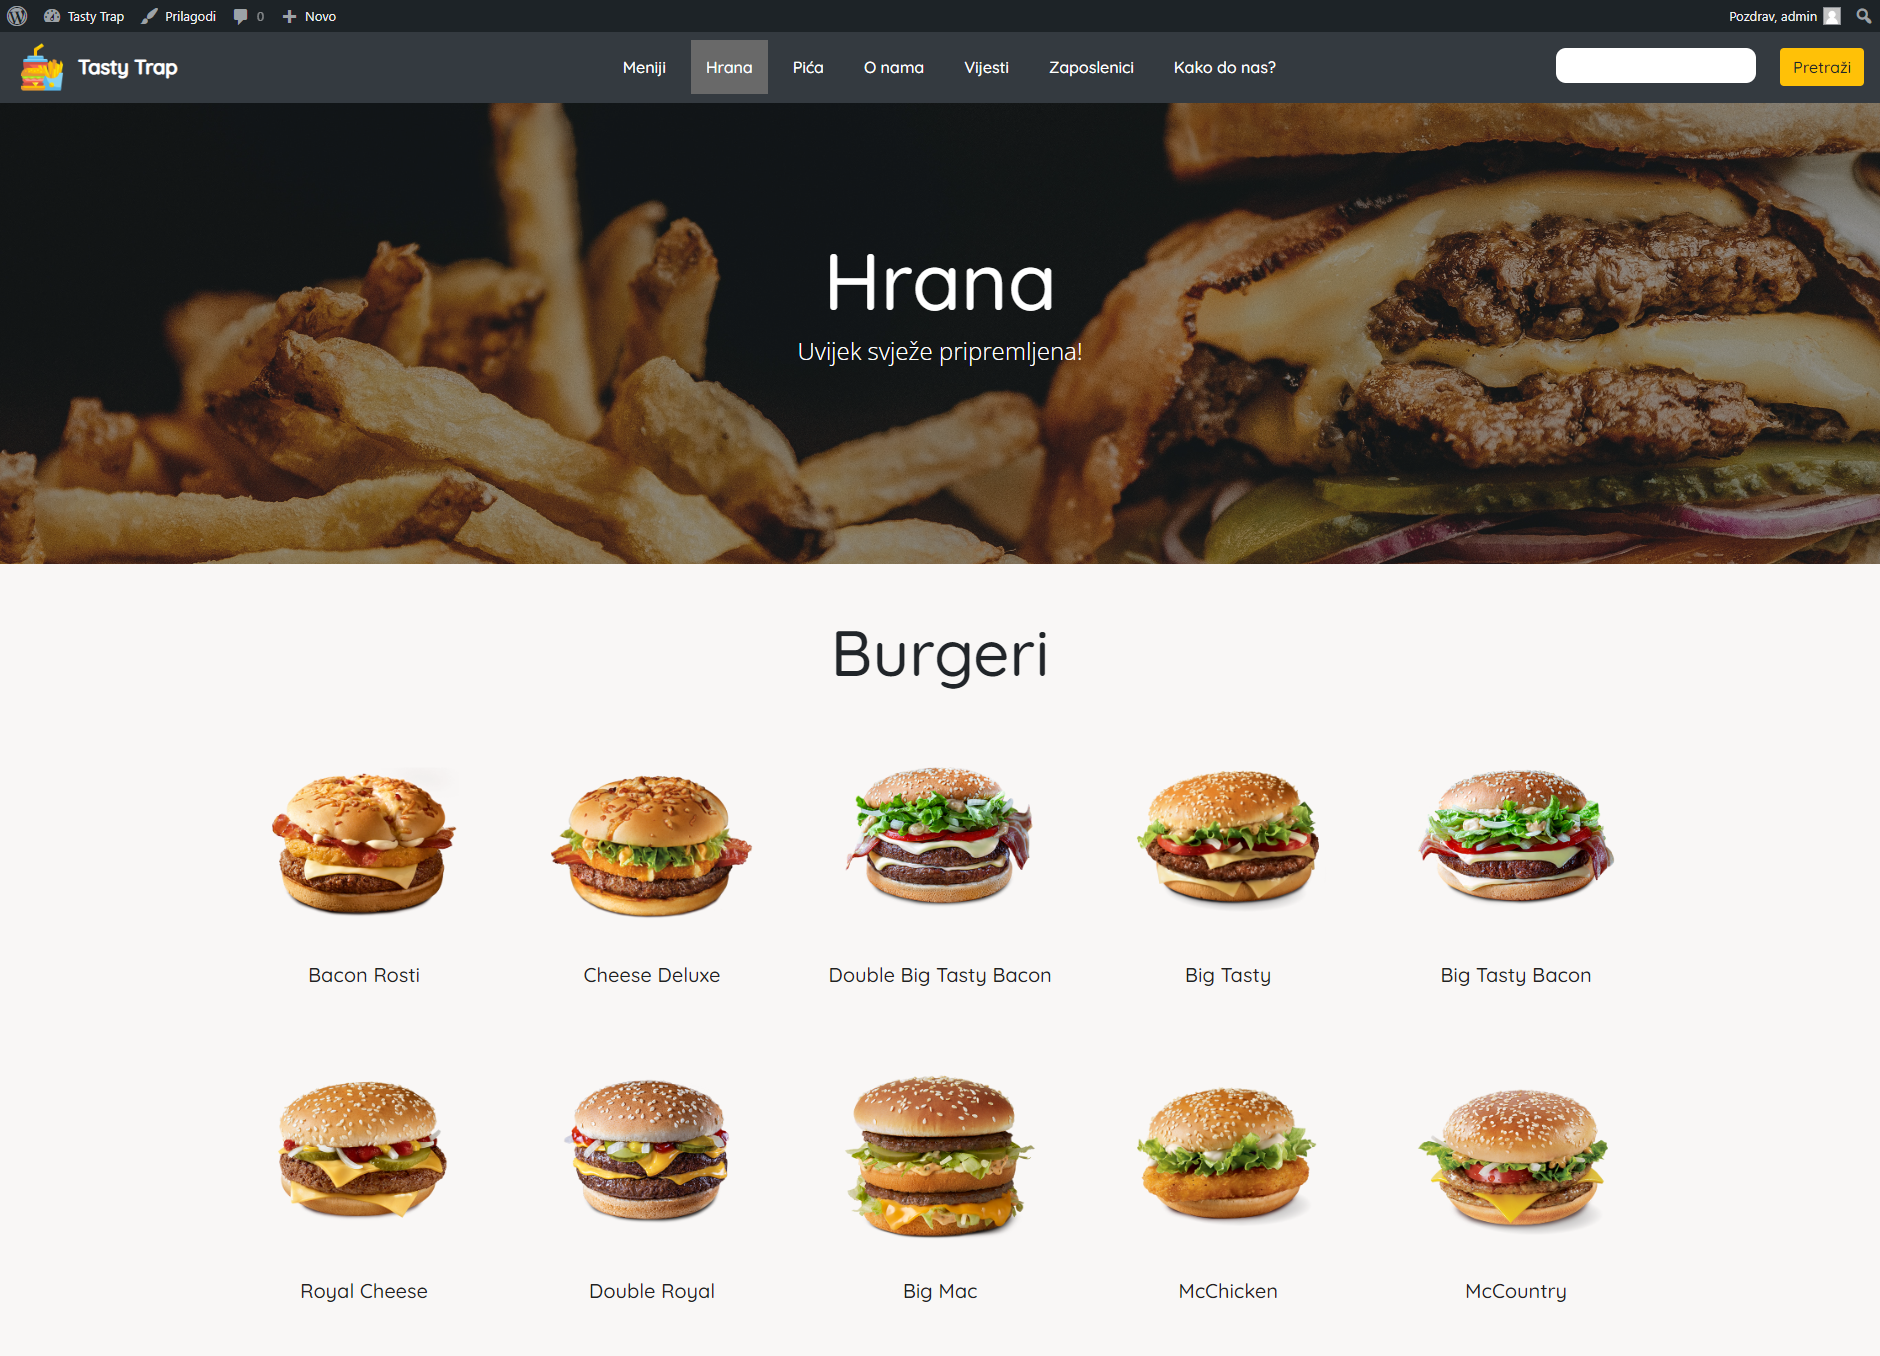 Tasty Trap Prilagodi 0 Novo Pozdrav, admin
Tasty Trap Meniji Hrana Pića O nama Vijesti Zaposlenici Kako do nas? Pretraži
Hrana
Uvijek svježe pripremljena!
Burgeri
Bacon Rosti Cheese Deluxe Double Big Tasty Bacon Big Tasty Big Tasty Bacon
Royal Cheese Double Royal Big Mac McChicken McCountry